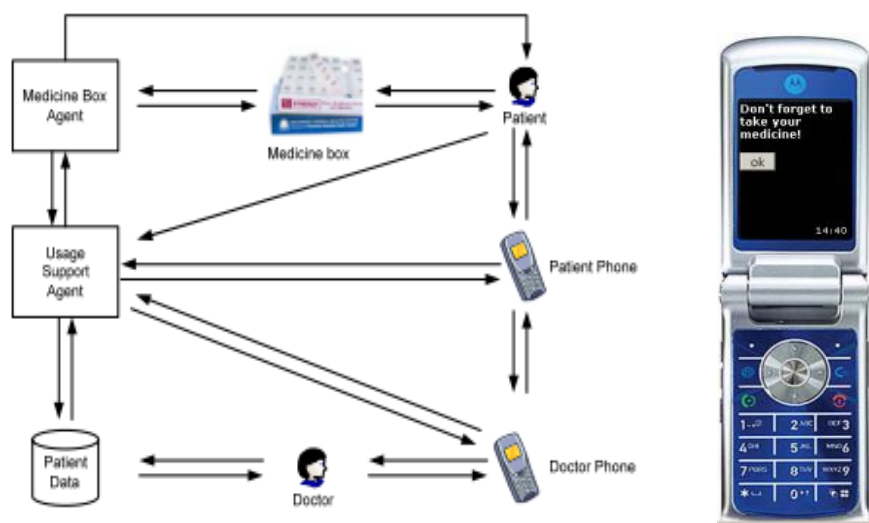 Medicine Box
Agent
Medicine box
Patient
Usage
Support
Agent
Patient Phone
Patient
Data
Doctor
Doctor Phone
Don't forget to
take your
medicine!
ok
14:40
1
2 ABC
DEF 3
4 GHI
5 JKL
MNO 6
7 PQRS
8 TUV
WXYZ 9
*
0 +
#